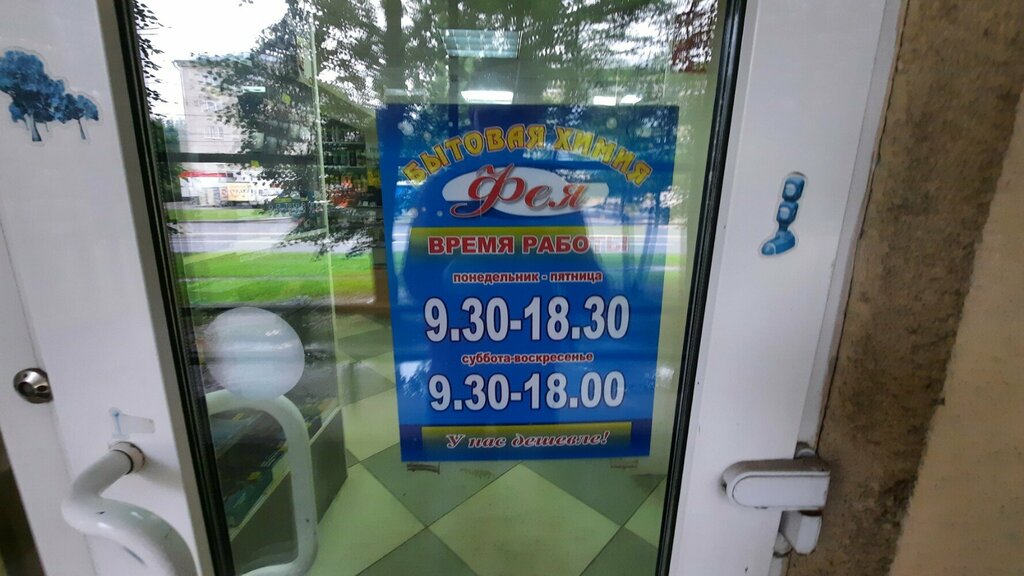 БЫТОВАЯ ХИМИЯ
Фея
ВРЕМЯ РАБОТЫ
понедельник - пятница
9.30-18.30
суббота-воскресенье
9.30-18.00
У нас дешевле!